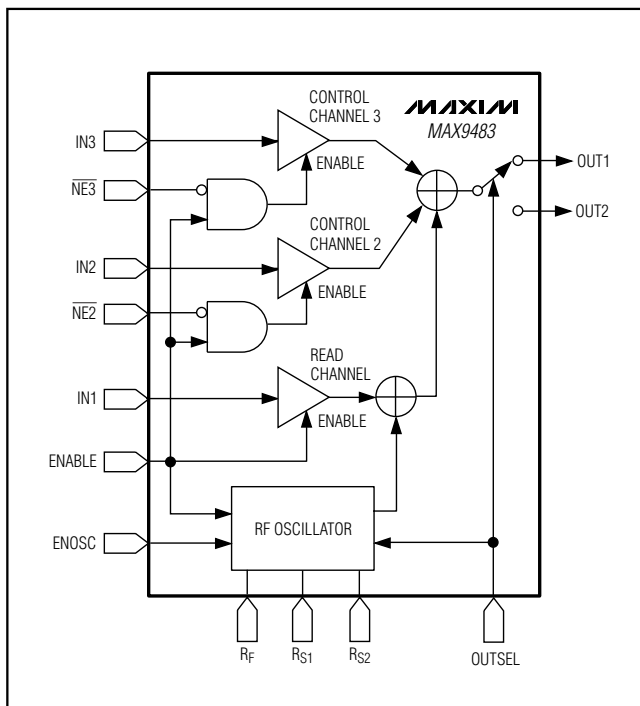 CONTROL
CHANNEL 3
MAXIM
MAX9483
IN3
ENABLE
OUT1
NE3
OUT2
CONTROL
CHANNEL 2
IN2
ENABLE
NE2
READ
CHANNEL
IN1
ENABLE
ENABLE
RF OSCILLATOR
ENOSC
RF
RS1
RS2
OUTSEL